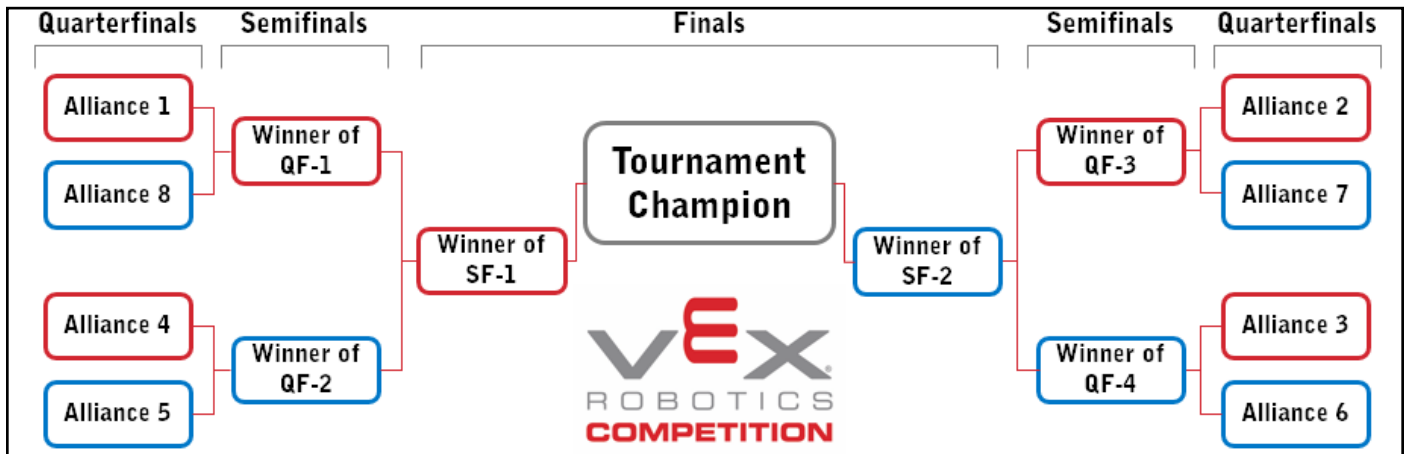 Quarterfinals Semifinals Finals Semifinals Quarterfinals
Alliance 1
Alliance 8
Alliance 4
Alliance 5
Winner of
QF-1
Winner of
QF-2
Winner of
SF-1
Tournament
Champion
Winner of
SF-2
Winner of
QF-3
Winner of
QF-4
Alliance 2
Alliance 7
Alliance 3
Alliance 6
VEX®
ROBOTICS
COMPETITION